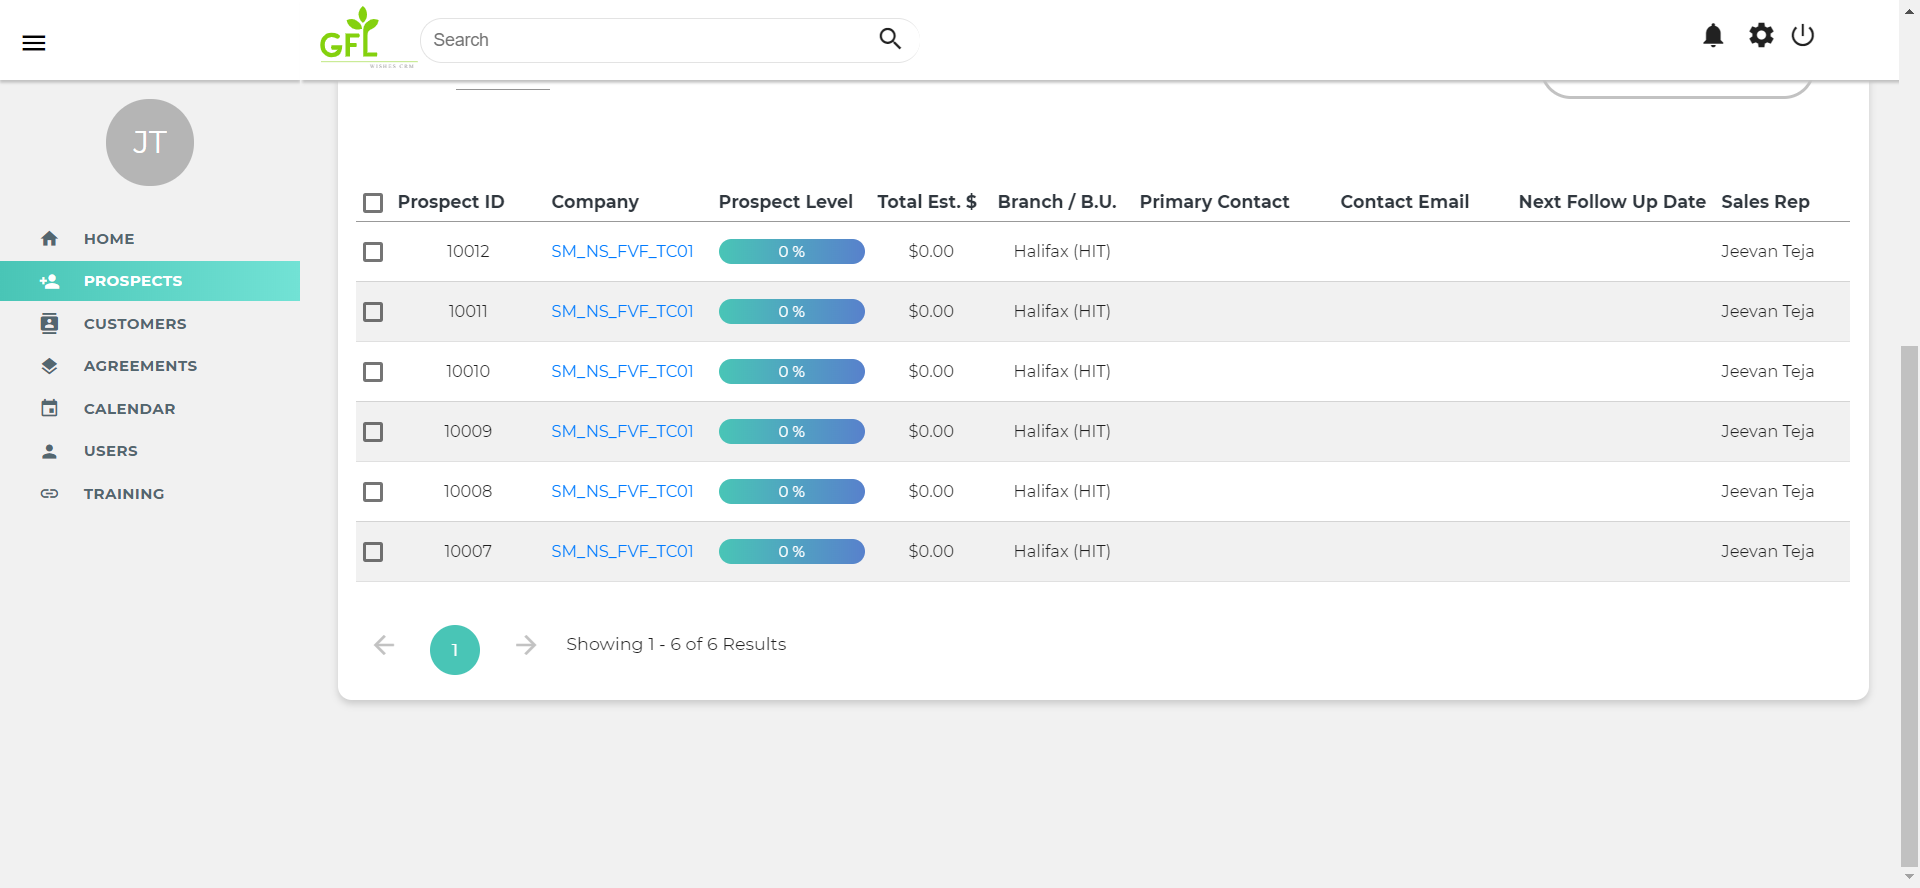 GFL
WISHES CRM
Search
JT
HOME
PROSPECTS
CUSTOMERS
AGREEMENTS
CALENDAR
USERS
TRAINING
Prospect ID Company Prospect Level Total Est. $ Branch / B.U. Primary Contact Contact Email Next Follow Up Date Sales Rep
10012 SM_NS_FVF_TC01 0 % $0.00 Halifax (HIT) Jeevan Teja
10011 SM_NS_FVF_TC01 0 % $0.00 Halifax (HIT) Jeevan Teja
10010 SM_NS_FVF_TC01 0 % $0.00 Halifax (HIT) Jeevan Teja
10009 SM_NS_FVF_TC01 0 % $0.00 Halifax (HIT) Jeevan Teja
10008 SM_NS_FVF_TC01 0 % $0.00 Halifax (HIT) Jeevan Teja
10007 SM_NS_FVF_TC01 0 % $0.00 Halifax (HIT) Jeevan Teja
1 Showing 1 - 6 of 6 Results